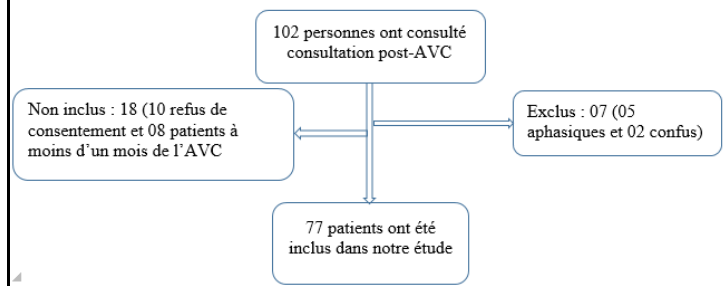 102 personnes ont consulté
consultation post-AVC
Non inclus : 18 (10 refus de
consentement et 08 patients à
moins d’un mois de l’AVC
Exclus : 07 (05
aphasiques et 02 confus)
77 patients ont été
inclus dans notre étude